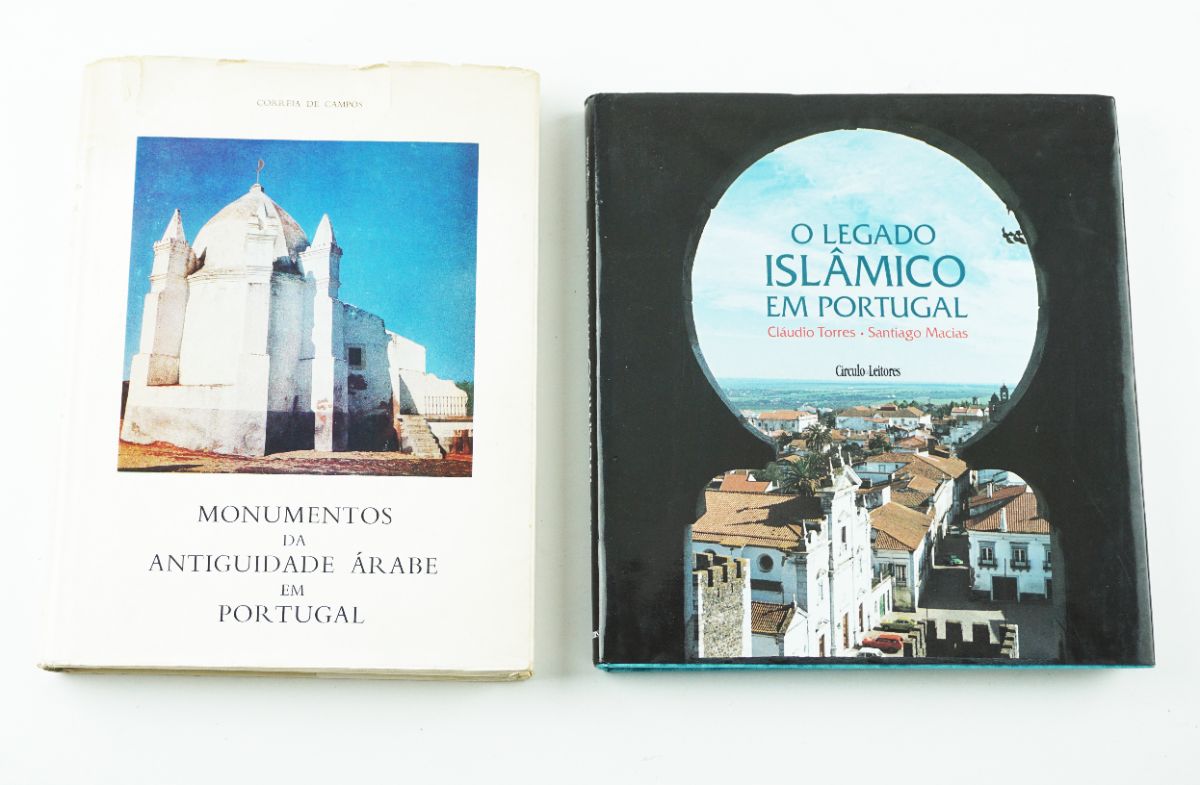 CORREIA DE CAMPOS
MONUMENTOS
DA
ANTIGUIDADE ÁRABE
EM
PORTUGAL
O LEGADO
ISLÂMICO
EM PORTUGAL
Cláudio Torres • Santiago Macias
Círculo de Leitores